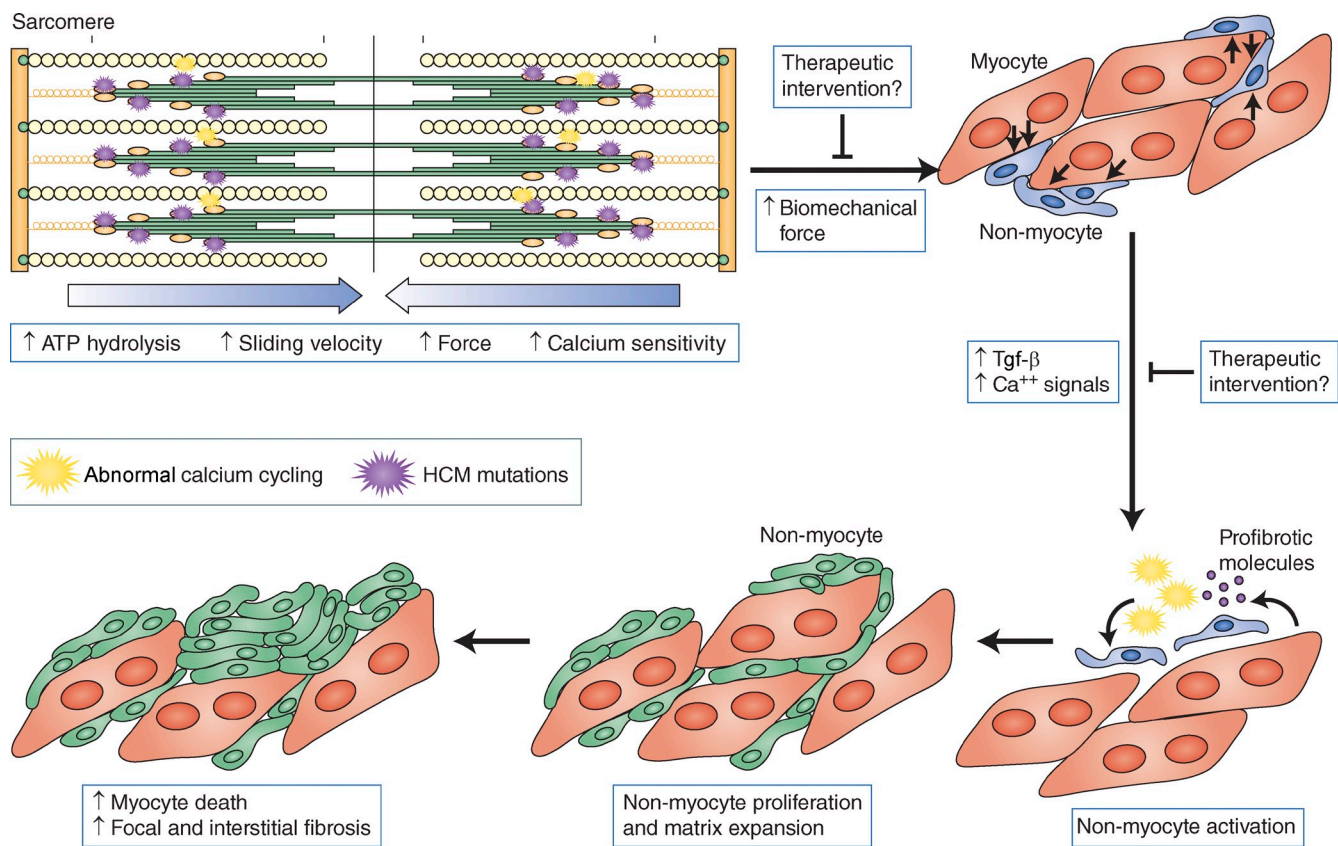 Sarcomere
Therapeutic
intervention?
↑ Biomechanical
force
Myocyte
Non-myocyte
↑ ATP hydrolysis ↑ Sliding velocity ↑ Force ↑ Calcium sensitivity
↑ Tgf-β
↑ Ca⁺⁺ signals
Therapeutic
intervention?
Abnormal calcium cycling HCM mutations
Profibrotic
molecules
Non-myocyte activation
Non-myocyte
Non-myocyte proliferation
and matrix expansion
↑ Myocyte death
↑ Focal and interstitial fibrosis